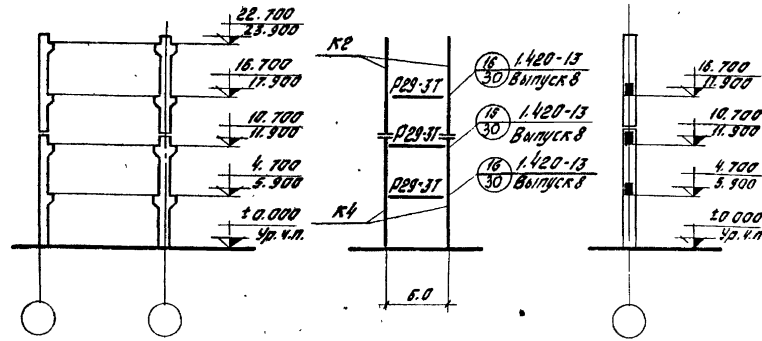 22.700
23.900
16.700
17.900
10.700
11.900
4.700
5.900
±0.000
Ур.ч.п.
К2
Р29-3Т
Р29-3Т
Р29-3Т
К4
6.0
16
30
1.420-13
Выпуск 8
15
30
1.420-13
Выпуск 8
16
30
1.420-13
Выпуск 8
16.700
17.900
10.700
11.900
4.700
5.900
±0.000
Ур.ч.п.